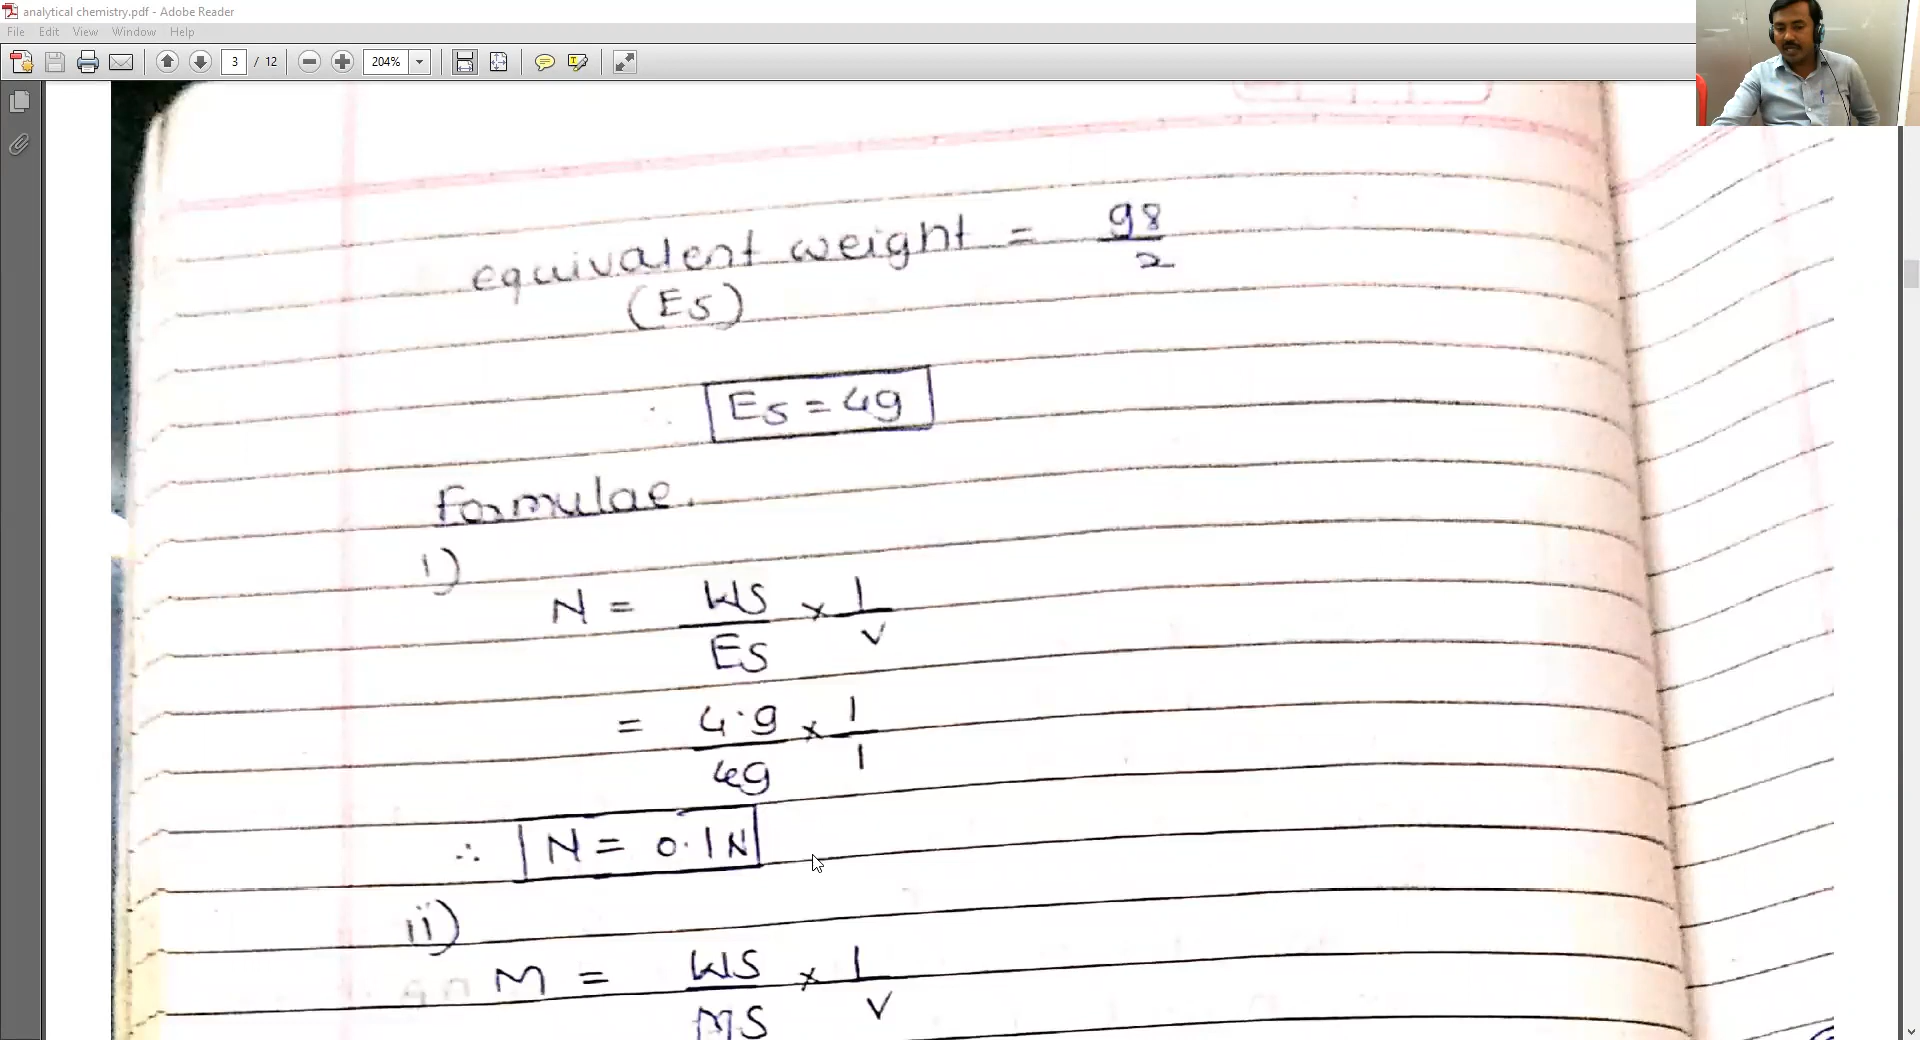 analytical chemistry.pdf - Adobe Reader
File Edit View Window Help
3 / 12 204%
equivalent weight = 98/2
(Es)
Es = 49
Formulae.
i)
N = Ws/Es × 1/V
= 4.9/49 × 1/1
∴ N = 0.1N
ii)
M = Ws/Ms × 1/V